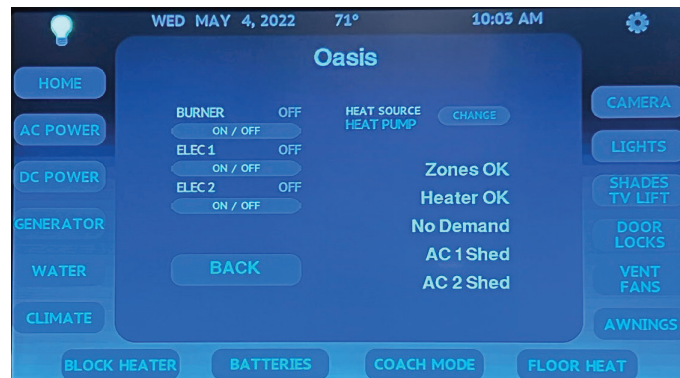 WED MAY 4, 2022 71° 10:03 AM
Oasis
HOME
AC POWER
DC POWER
GENERATOR
WATER
CLIMATE
BURNER OFF
ON / OFF
ELEC 1 OFF
ON / OFF
ELEC 2 OFF
ON / OFF
BACK
HEAT SOURCE
HEAT PUMP
CHANGE
Zones OK
Heater OK
No Demand
AC 1 Shed
AC 2 Shed
CAMERA
LIGHTS
SHADES
TV LIFT
DOOR
LOCKS
VENT
FANS
AWNINGS
BLOCK HEATER
BATTERIES
COACH MODE
FLOOR HEAT